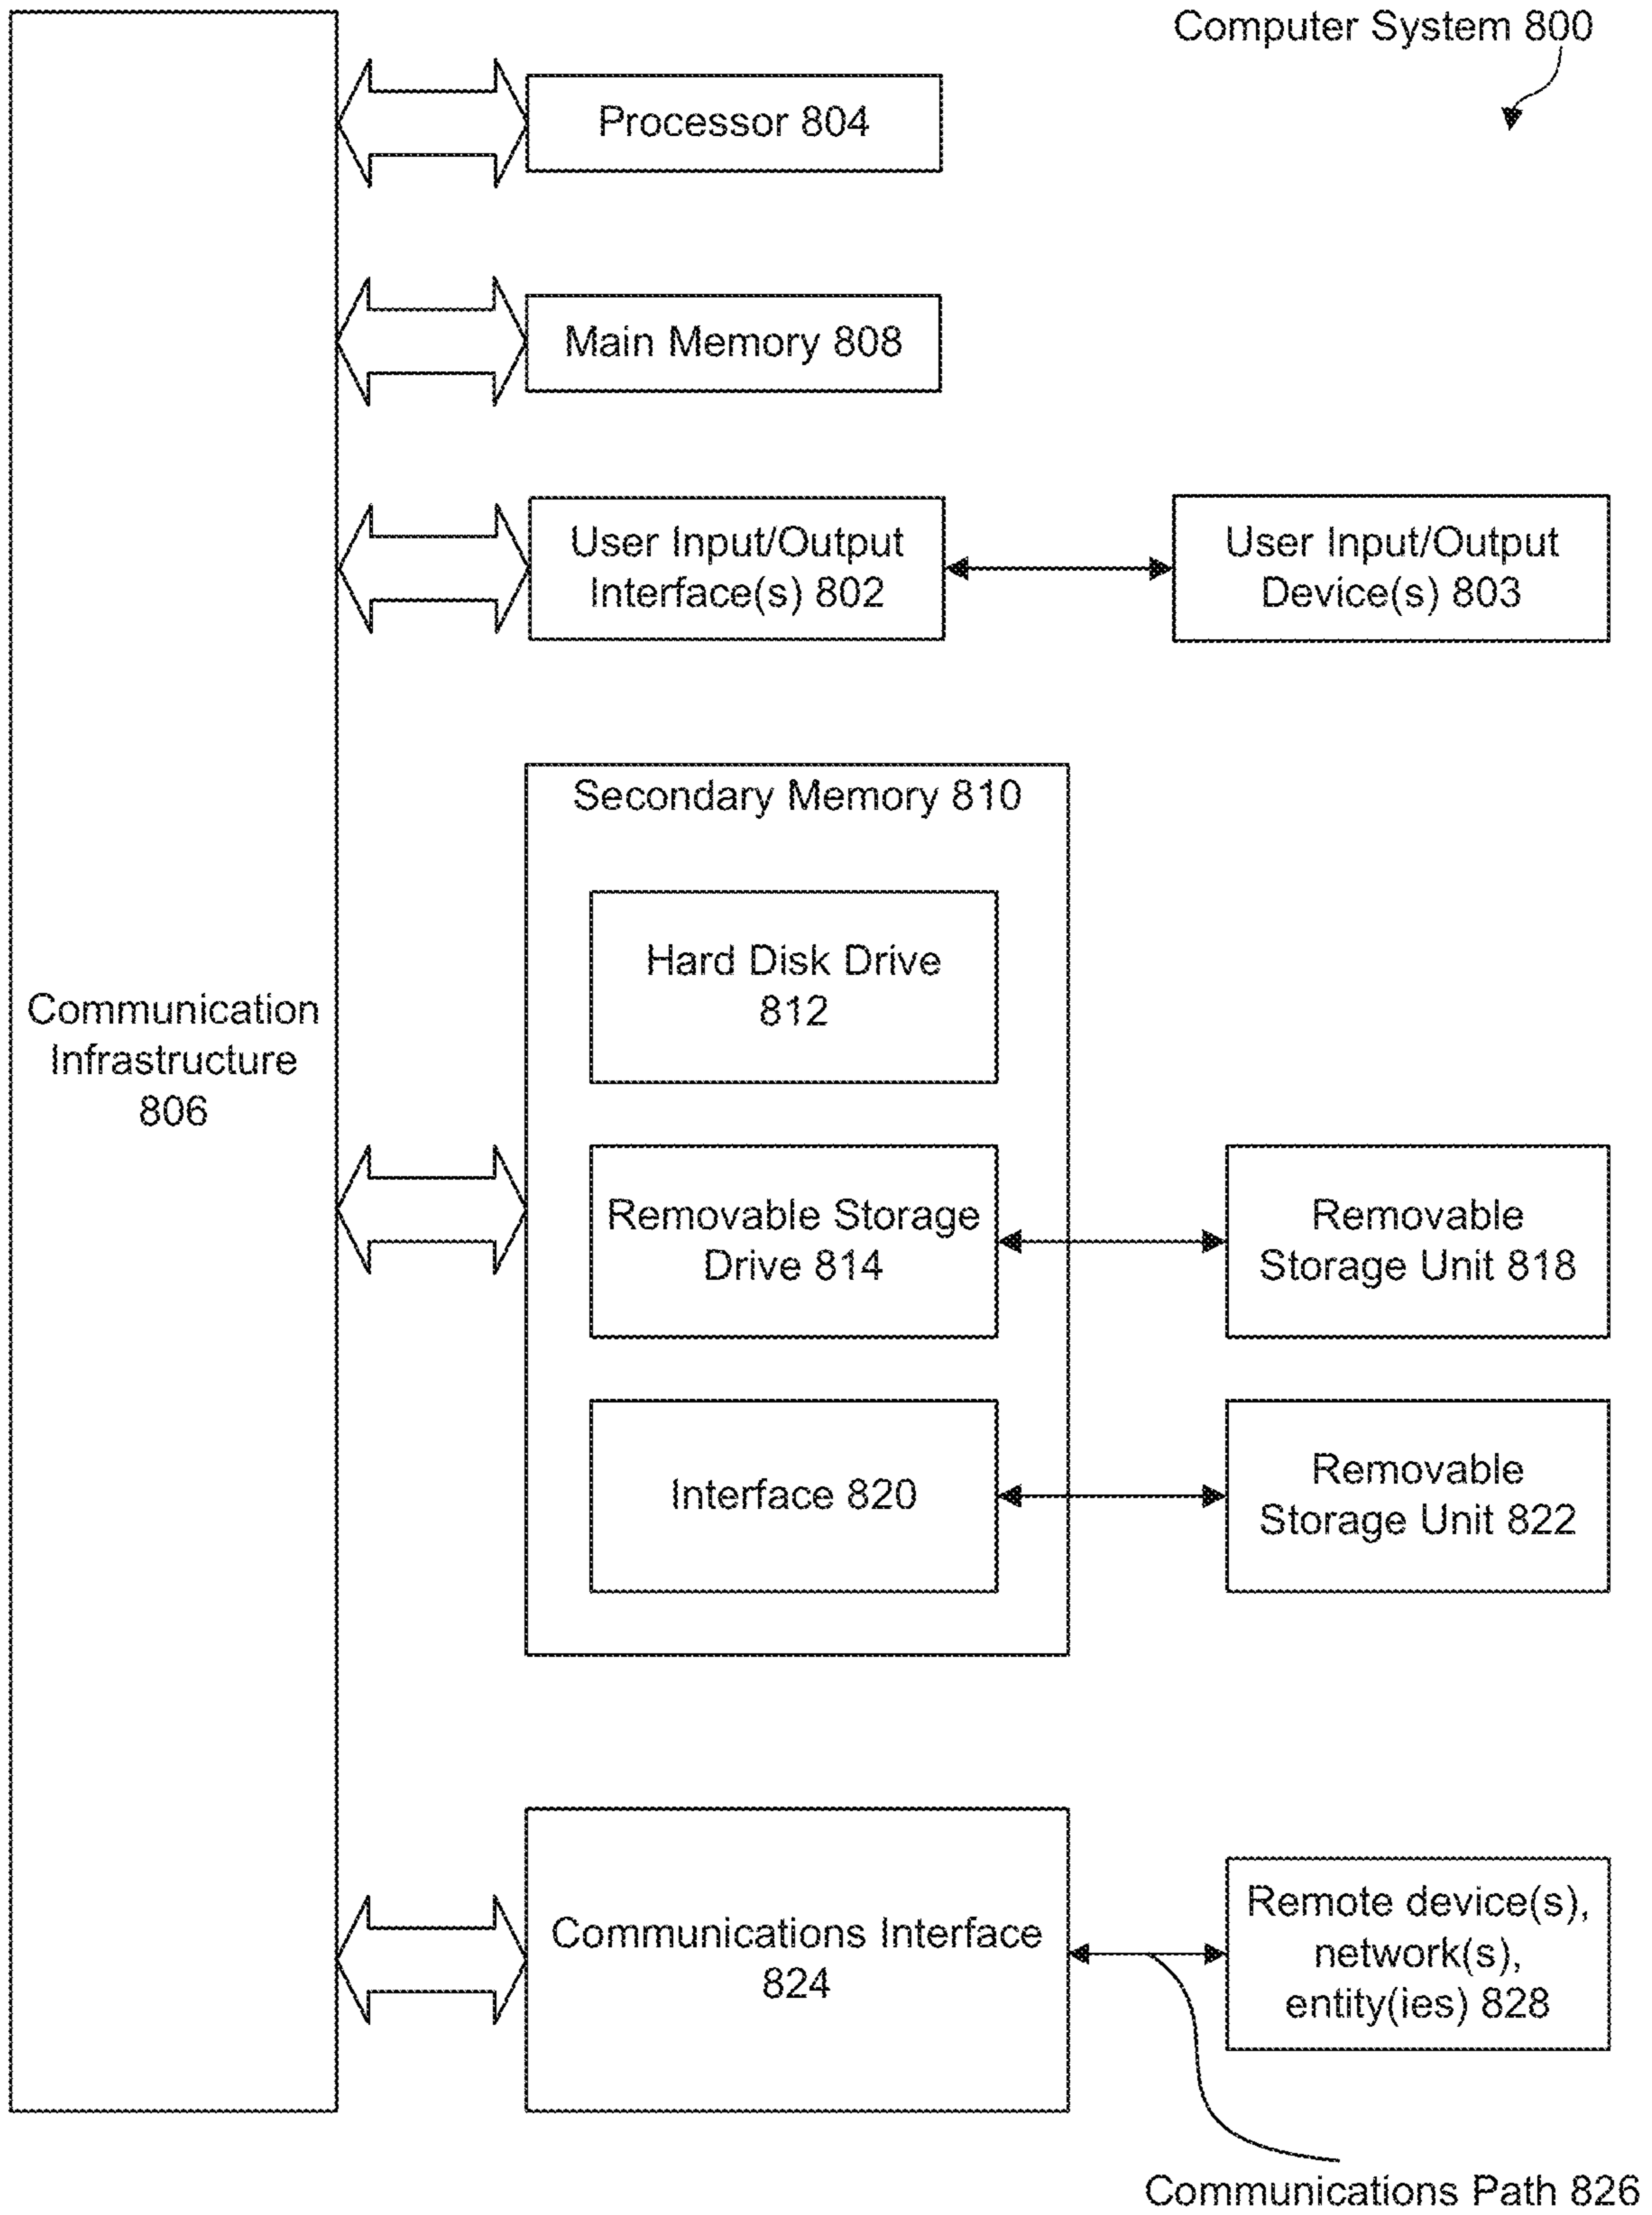 Computer System 800
Processor 804
Main Memory 808
User Input/Output
Interface(s) 802
User Input/Output
Device(s) 803
Secondary Memory 810
Hard Disk Drive
812
Communication
Infrastructure
806
Removable Storage
Drive 814
Removable
Storage Unit 818
Interface 820
Removable
Storage Unit 822
Communications Interface
824
Remote device(s),
network(s),
entity(ies) 828
Communications Path 826